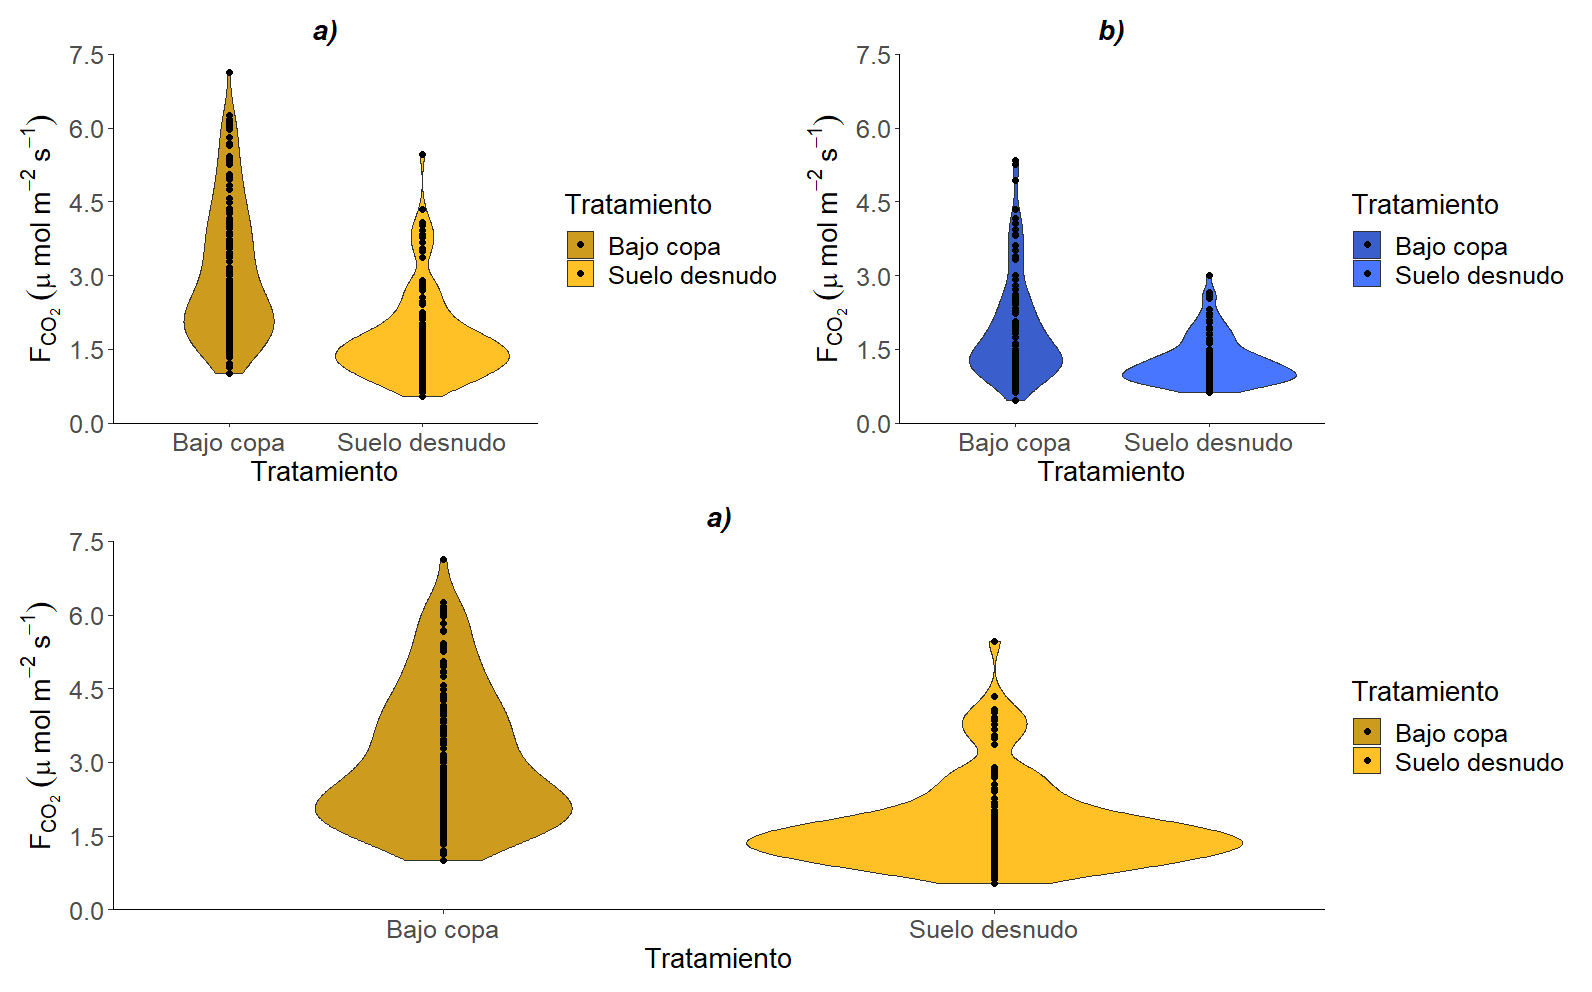 a)
7.5
6.0
4.5
3.0
1.5
0.0
F_CO₂ (μ mol m⁻² s⁻¹)
Bajo copa Suelo desnudo
Tratamiento
Tratamiento
Bajo copa
Suelo desnudo
b)
7.5
6.0
4.5
3.0
1.5
0.0
F_CO₂ (μ mol m⁻² s⁻¹)
Bajo copa Suelo desnudo
Tratamiento
Tratamiento
Bajo copa
Suelo desnudo
a)
7.5
6.0
4.5
3.0
1.5
0.0
F_CO₂ (μ mol m⁻² s⁻¹)
Bajo copa Suelo desnudo
Tratamiento
Tratamiento
Bajo copa
Suelo desnudo